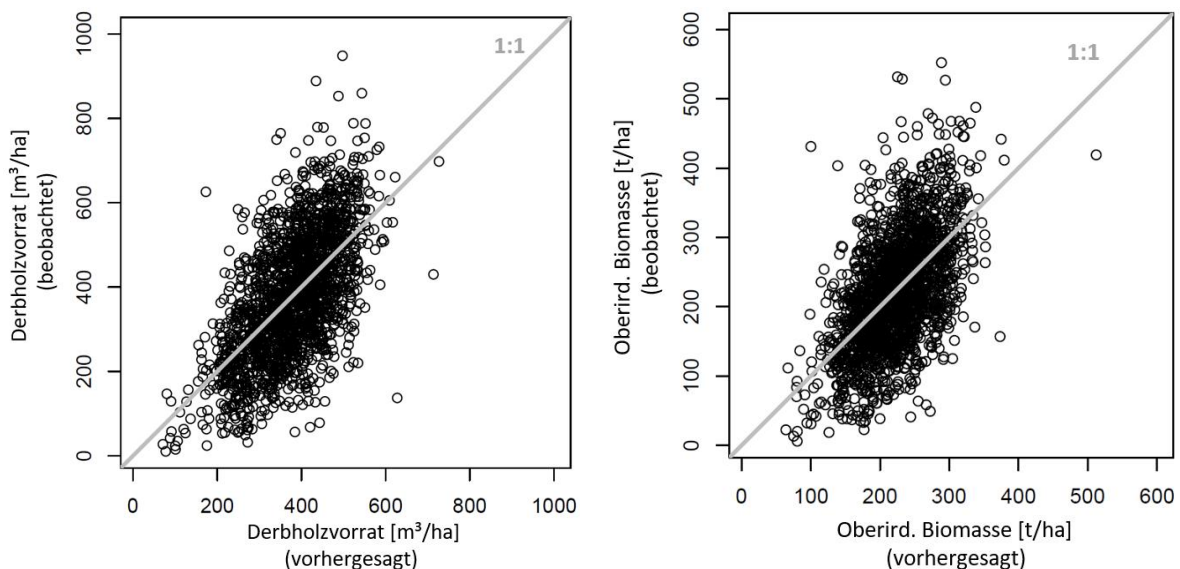 Derbholzvorrat [m³/ha]
(beobachtet)
1000
800
600
400
200
0
1:1
0 200 400 600 800 1000
Derbholzvorrat [m³/ha]
(vorhergesagt)
Oberird. Biomasse [t/ha]
(beobachtet)
600
500
400
300
200
100
0
1:1
0 100 200 300 400 500 600
Oberird. Biomasse [t/ha]
(vorhergesagt)